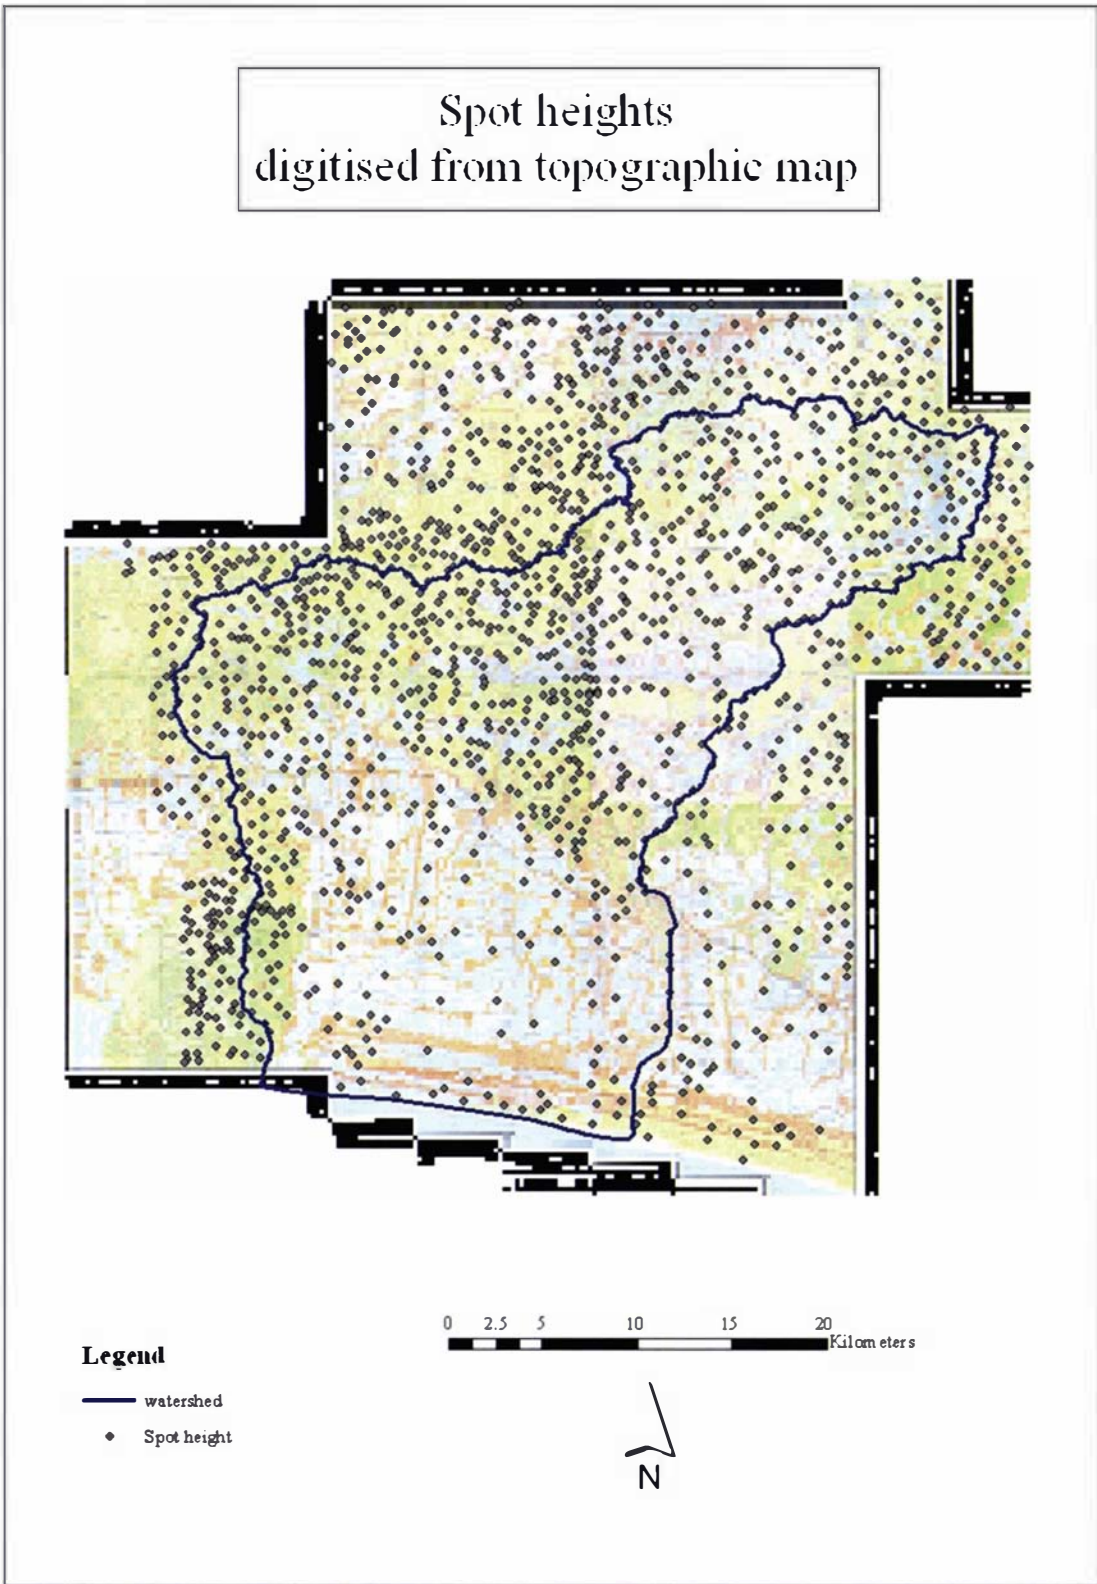 Spot heights
digitised from topographic map
0 2.5 5 10 15 20
Kilometers
Legend
watershed
Spot height
N